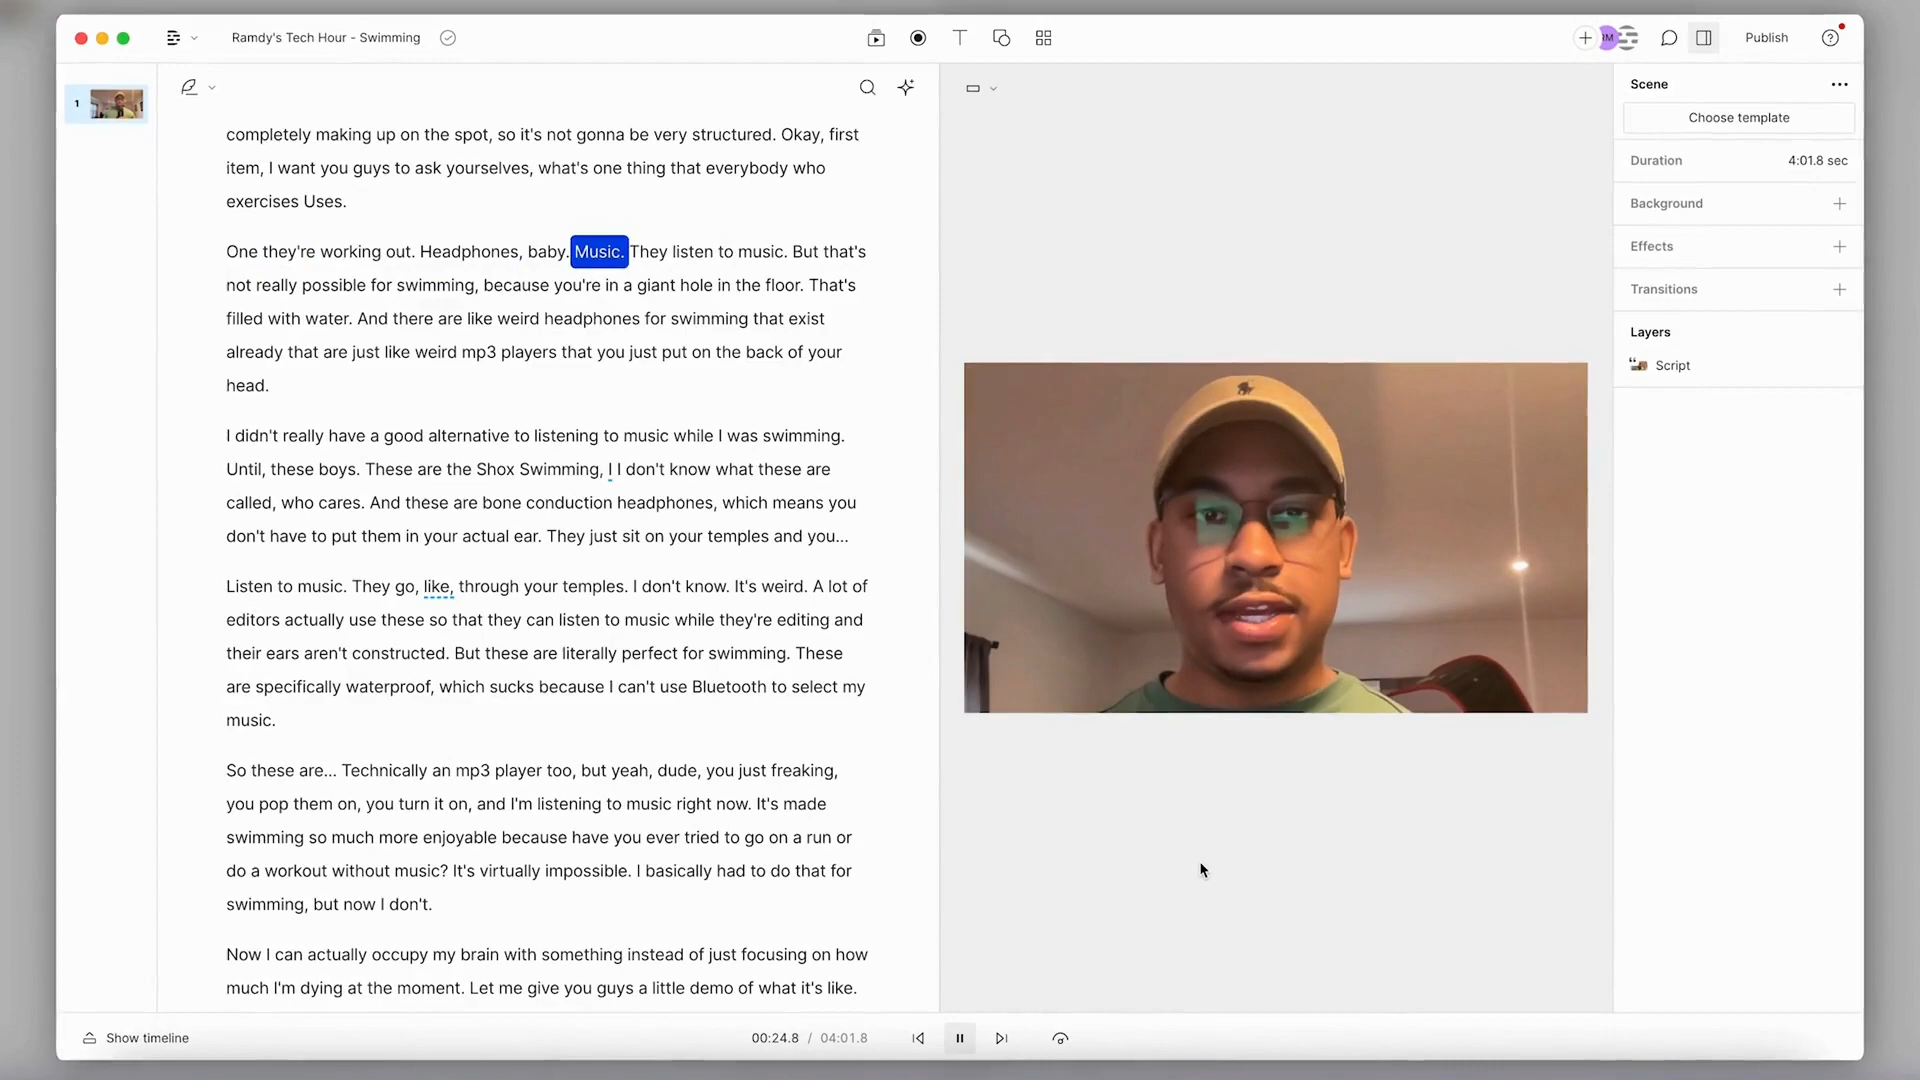 Ramdy's Tech Hour - Swimming
RM
Publish
1
completely making up on the spot, so it's not gonna be very structured. Okay, first
item, I want you guys to ask yourselves, what's one thing that everybody who
exercises Uses.
One they're working out. Headphones, baby. Music. They listen to music. But that's
not really possible for swimming, because you're in a giant hole in the floor. That's
filled with water. And there are like weird headphones for swimming that exist
already that are just like weird mp3 players that you just put on the back of your
head.
I didn't really have a good alternative to listening to music while I was swimming.
Until, these boys. These are the Shox Swimming, I I don't know what these are
called, who cares. And these are bone conduction headphones, which means you
don't have to put them in your actual ear. They just sit on your temples and you...
Listen to music. They go, like, through your temples. I don't know. It's weird. A lot of
editors actually use these so that they can listen to music while they're editing and
their ears aren't constructed. But these are literally perfect for swimming. These
are specifically waterproof, which sucks because I can't use Bluetooth to select my
music.
So these are... Technically an mp3 player too, but yeah, dude, you just freaking,
you pop them on, you turn it on, and I'm listening to music right now. It's made
swimming so much more enjoyable because have you ever tried to go on a run or
do a workout without music? It's virtually impossible. I basically had to do that for
swimming, but now I don't.
Now I can actually occupy my brain with something instead of just focusing on how
much I'm dying at the moment. Let me give you guys a little demo of what it's like.
Scene
Choose template
Duration 4:01.8 sec
Background
Effects
Transitions
Layers
Script
Show timeline
00:24.8 / 04:01.8